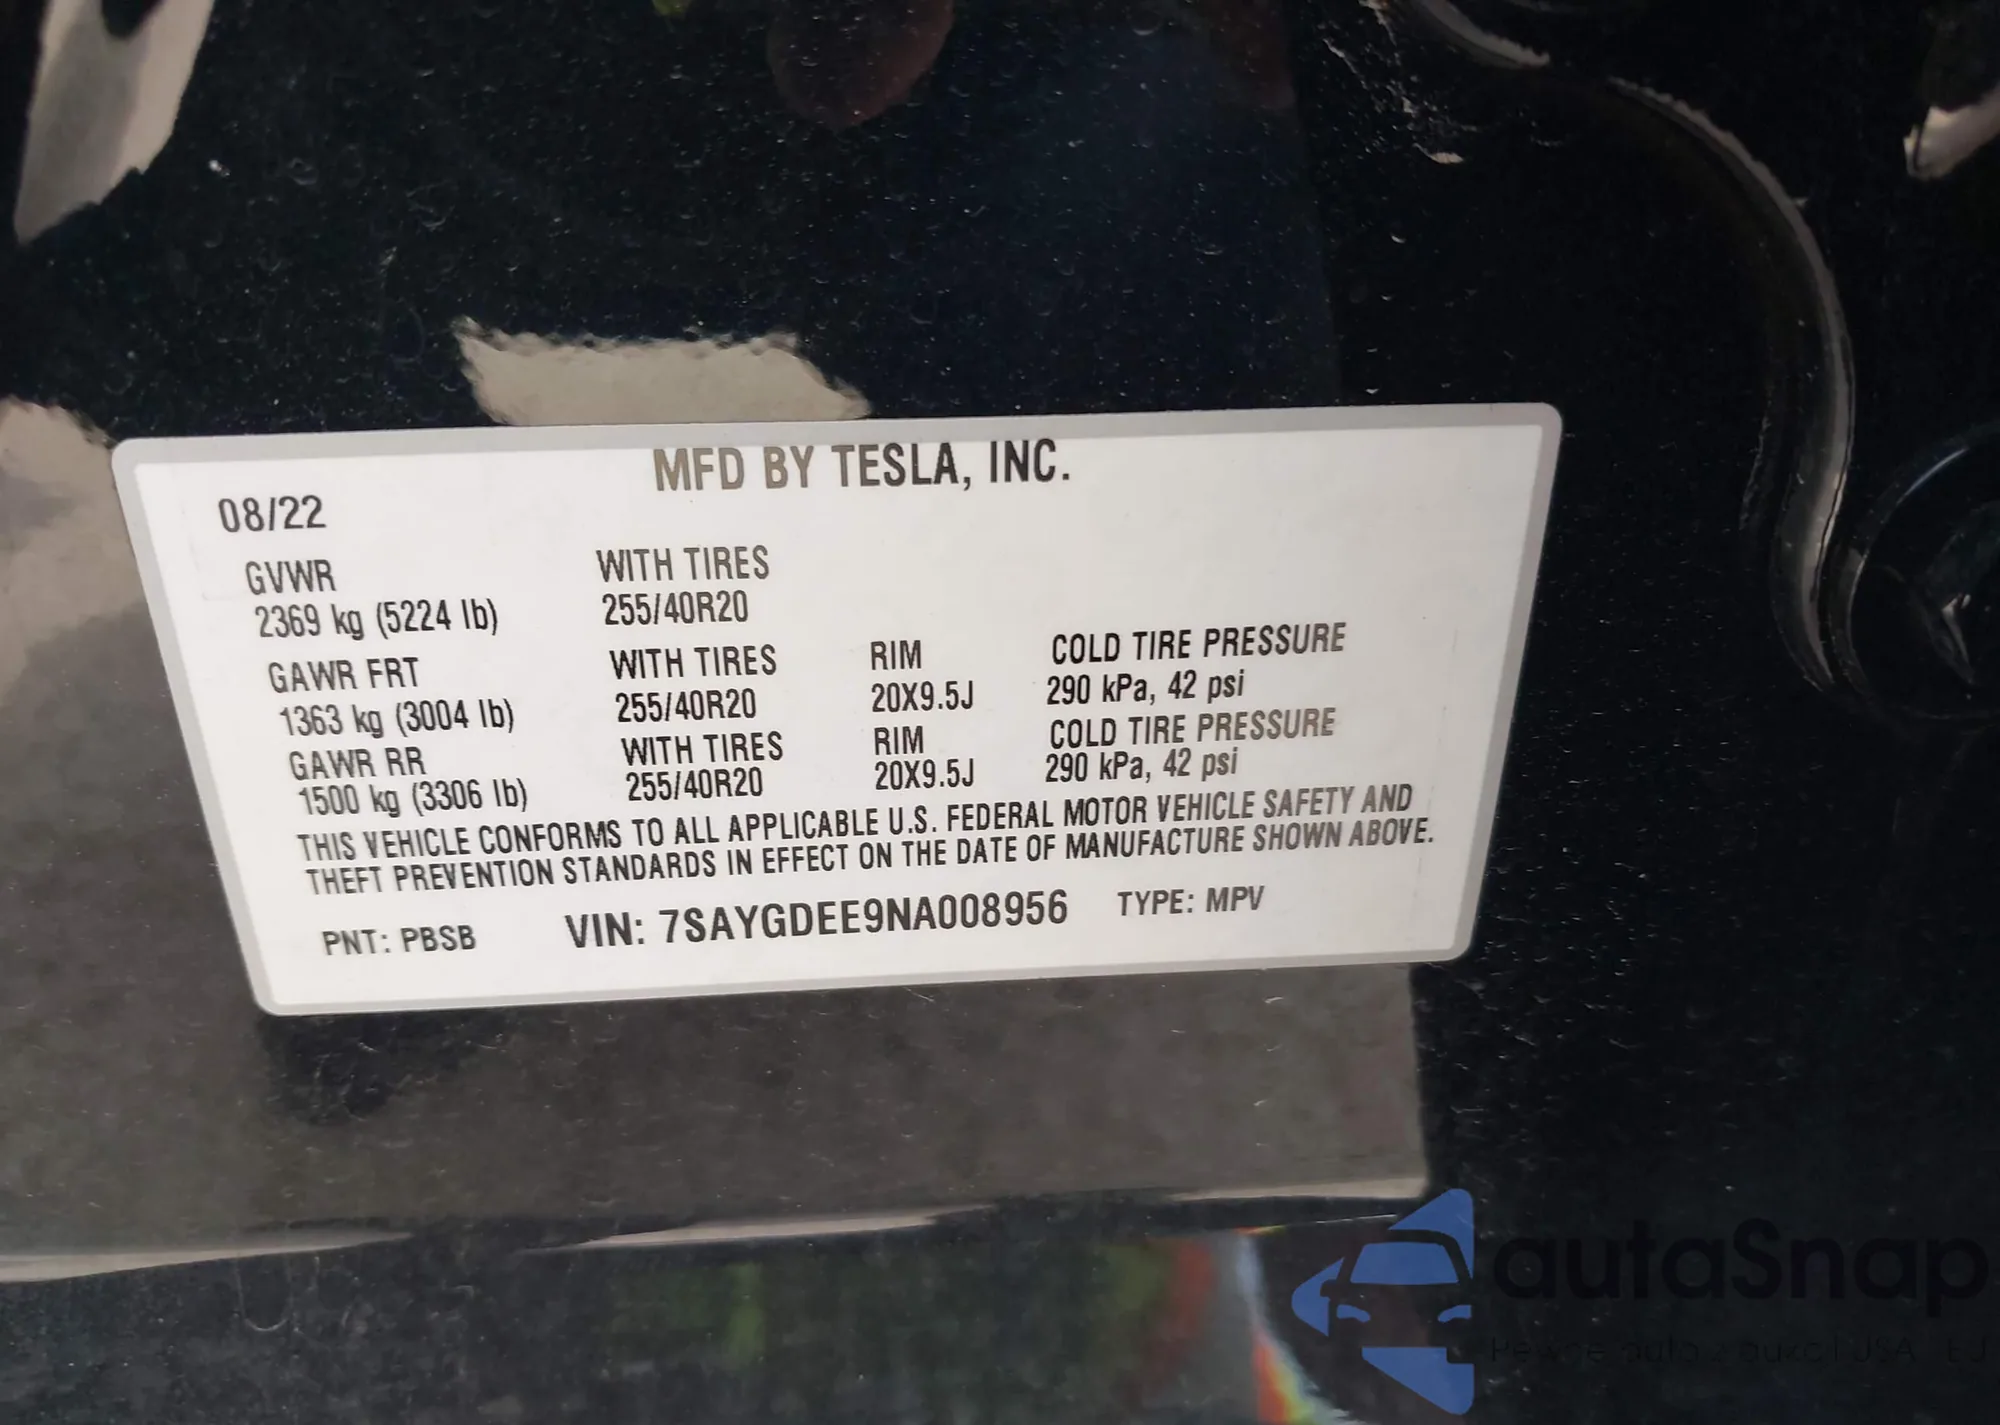 MFD BY TESLA, INC.
08/22
GVWR WITH TIRES
2369 kg (5224 lb) 255/40R20
GAWR FRT WITH TIRES RIM COLD TIRE PRESSURE
1363 kg (3004 lb) 255/40R20 20X9.5J 290 kPa, 42 psi
GAWR RR WITH TIRES RIM COLD TIRE PRESSURE
1500 kg (3306 lb) 255/40R20 20X9.5J 290 kPa, 42 psi
THIS VEHICLE CONFORMS TO ALL APPLICABLE U.S. FEDERAL MOTOR VEHICLE SAFETY AND
THEFT PREVENTION STANDARDS IN EFFECT ON THE DATE OF MANUFACTURE SHOWN ABOVE.
PNT: PBSB VIN: 7SAYGDEE9NA008956 TYPE: MPV
autaSnap
auta z USA